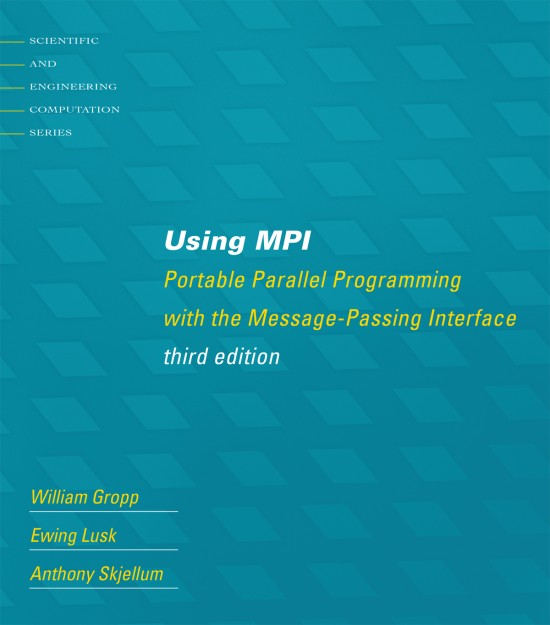 SCIENTIFIC
AND
ENGINEERING
COMPUTATION
SERIES
Using MPI
Portable Parallel Programming
with the Message-Passing Interface
third edition
William Gropp
Ewing Lusk
Anthony Skjellum